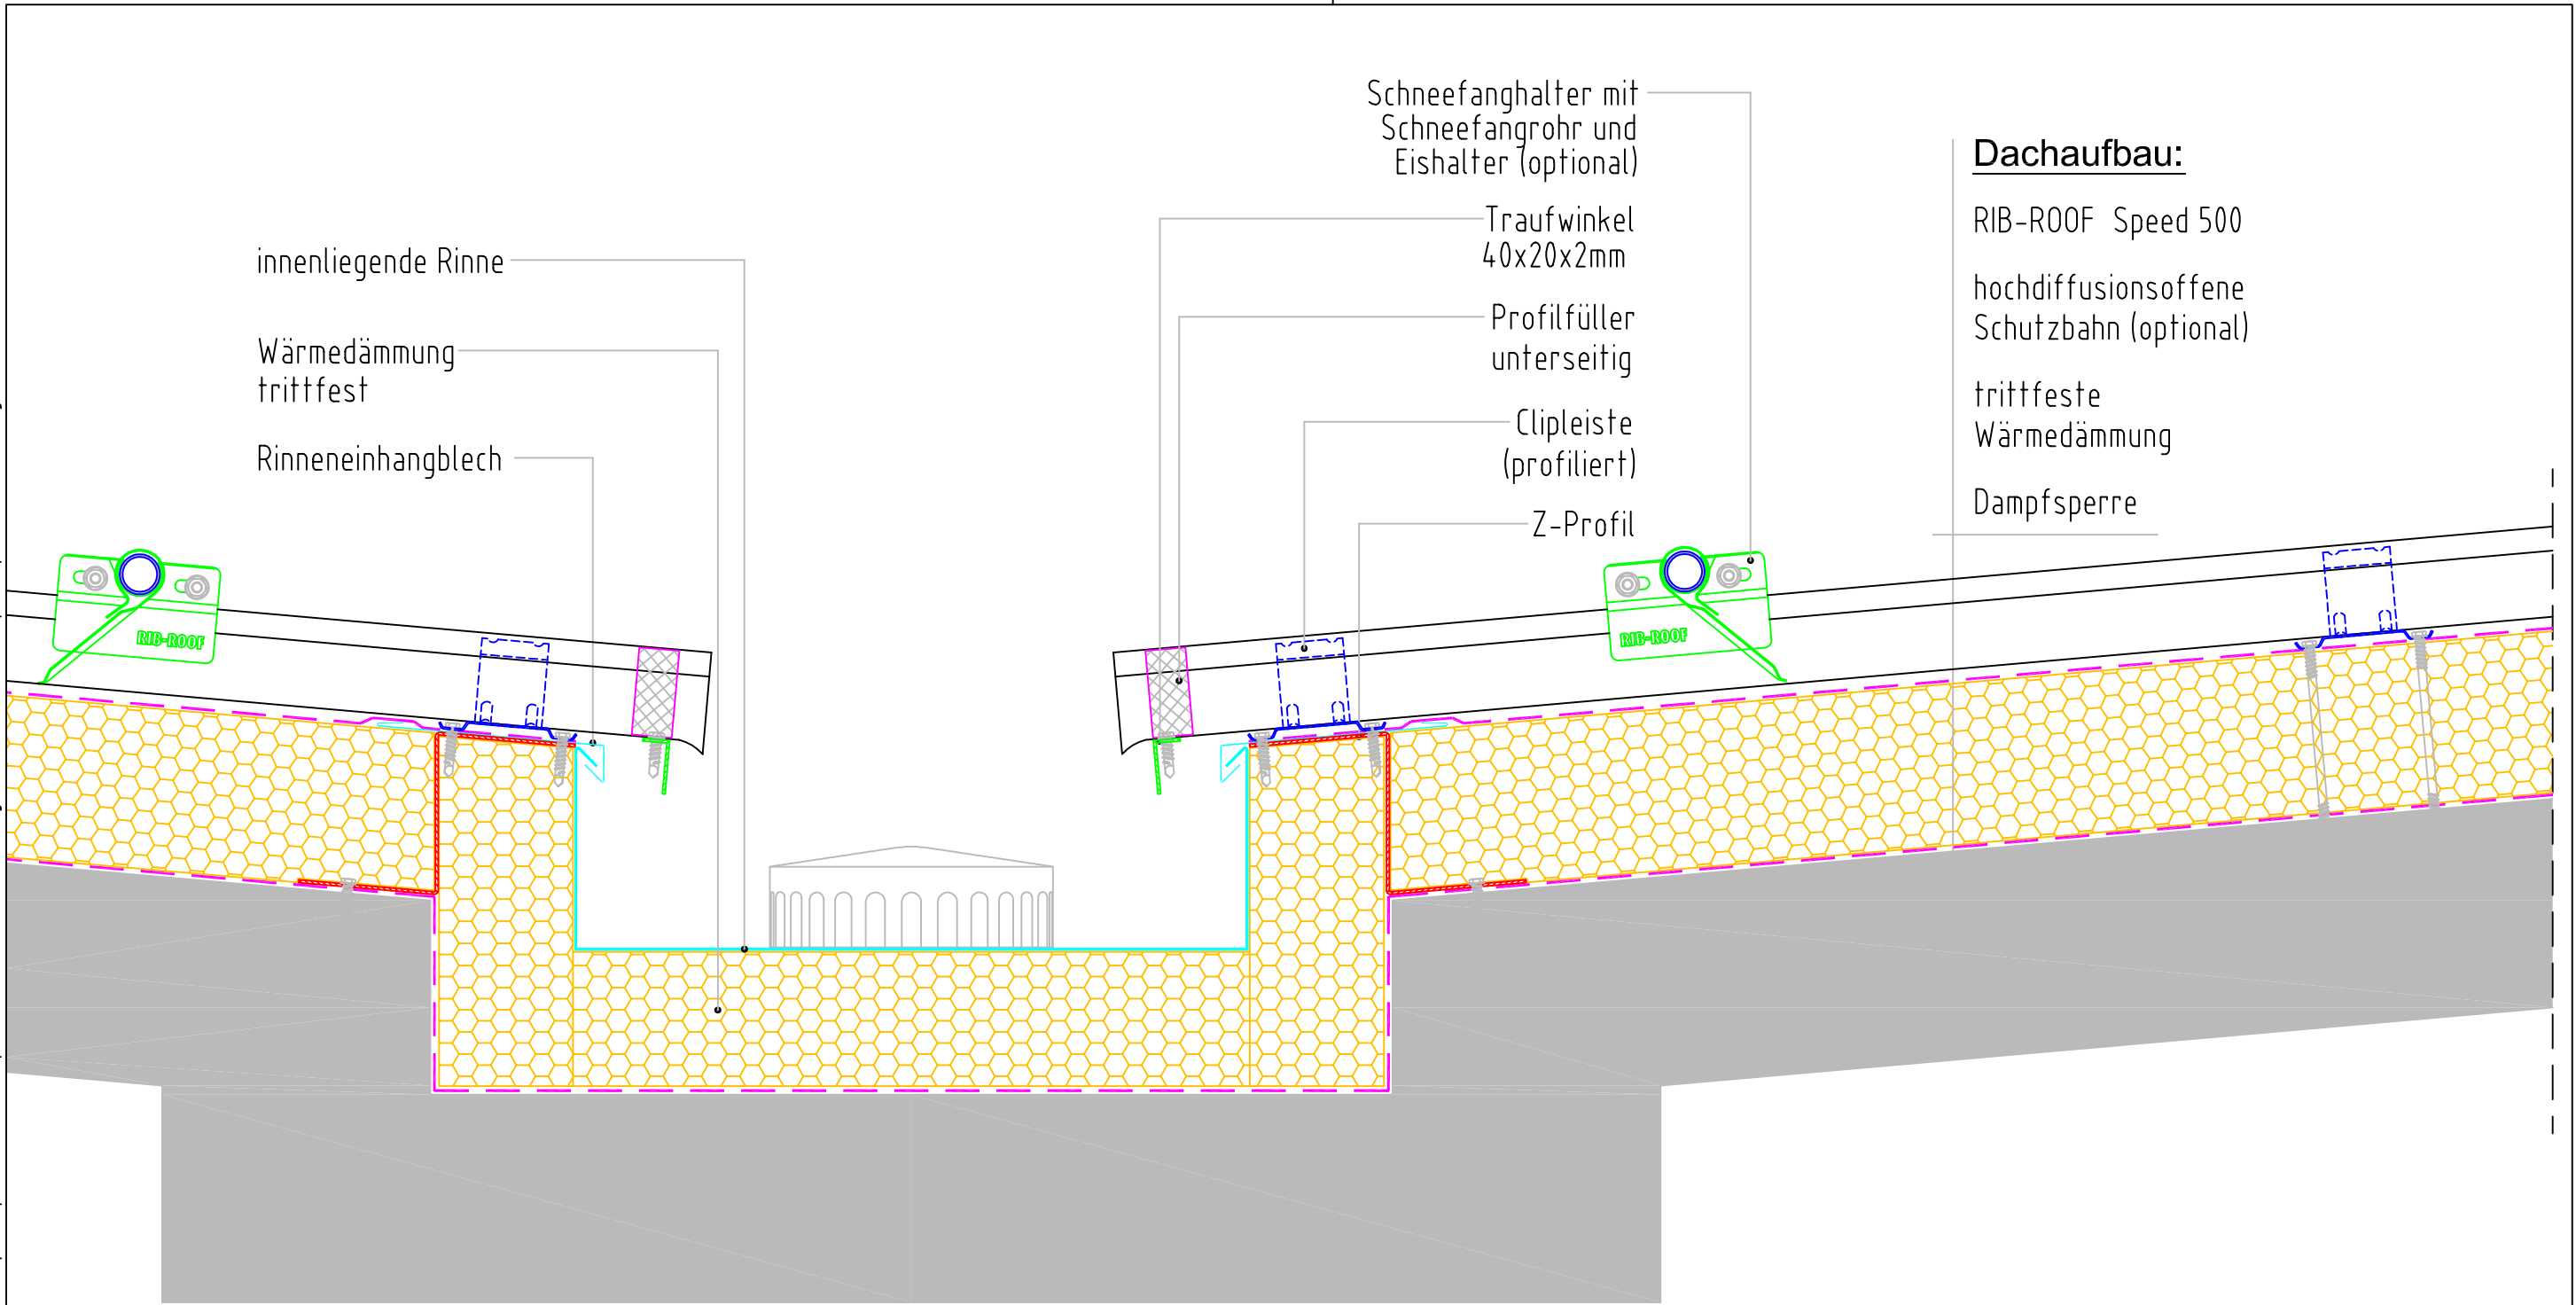 innenliegende Rinne
Wärmedämmung
trittfest
Rinneneinhangblech
Schneefanghalter mit
Schneefangrohr und
Eishalter (optional)
Traufwinkel
40x20x2mm
Profilfüller
unterseitig
Clipleiste
(profiliert)
Z-Profil
Dachaufbau:
RIB-ROOF Speed 500
hochdiffusionsoffene
Schutzbahn (optional)
trittfeste
Wärmedämmung
Dampfsperre
RIB-ROOF
RIB-ROOF